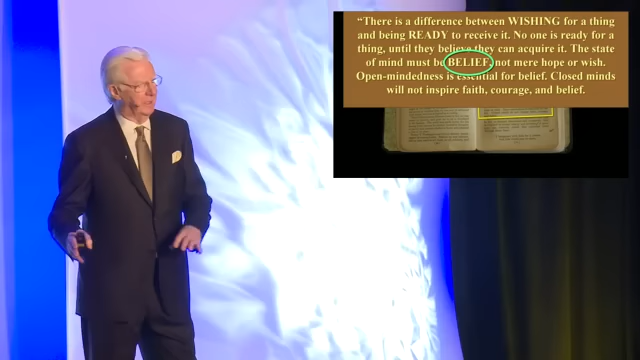 “There is a difference between WISHING for a thing
and being READY to receive it. No one is ready for a
thing, until they believe they can acquire it. The state
of mind must be BELIEF, not mere hope or wish.
Open-mindedness is essential for belief. Closed minds
will not inspire faith, courage, and belief.